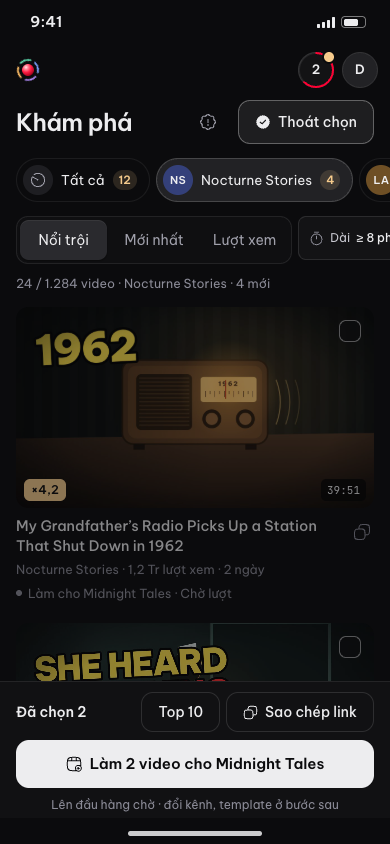 9:41
2
D
Khám phá
Thoát chọn
Tất cả 12
NS Nocturne Stories 4
LA
Nổi trội
Mới nhất
Lượt xem
Dài ≥ 8 ph
24 / 1.284 video · Nocturne Stories · 4 mới
1962
1962
×4,2
39:51
My Grandfather's Radio Picks Up a Station
That Shut Down in 1962
Nocturne Stories · 1,2 Tr lượt xem · 2 ngày
Làm cho Midnight Tales · Chờ lượt
SHE HEARD
Đã chọn 2
Top 10
Sao chép link
Làm 2 video cho Midnight Tales
Lên đầu hàng chờ · đổi kênh, template ở bước sau